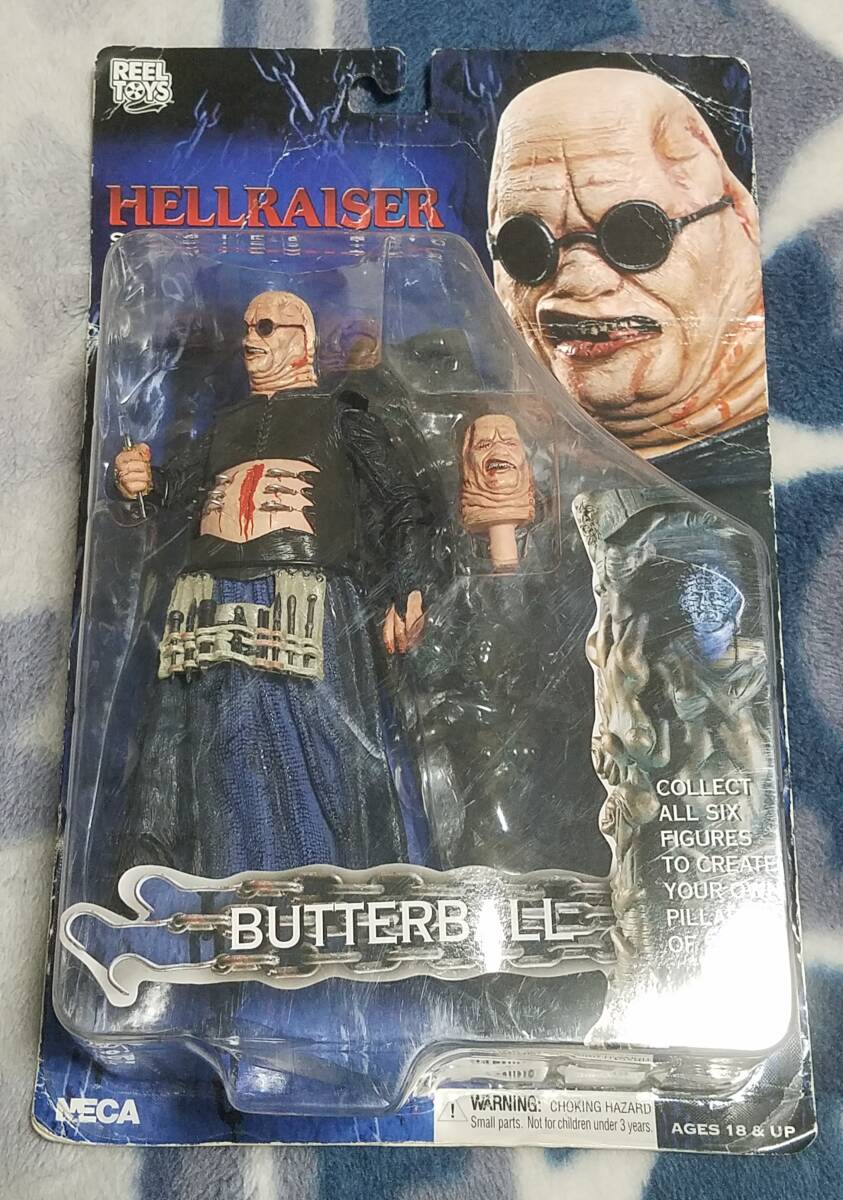 REEL
TOYS
HELLRAISER
BUTTERBALL
COLLECT
ALL SIX
FIGURES
TO CREATE
YOUR OWN
OF
NECA
WARNING: CHOKING HAZARD
Small parts. Not for children under 3 years.
AGES 18 & UP